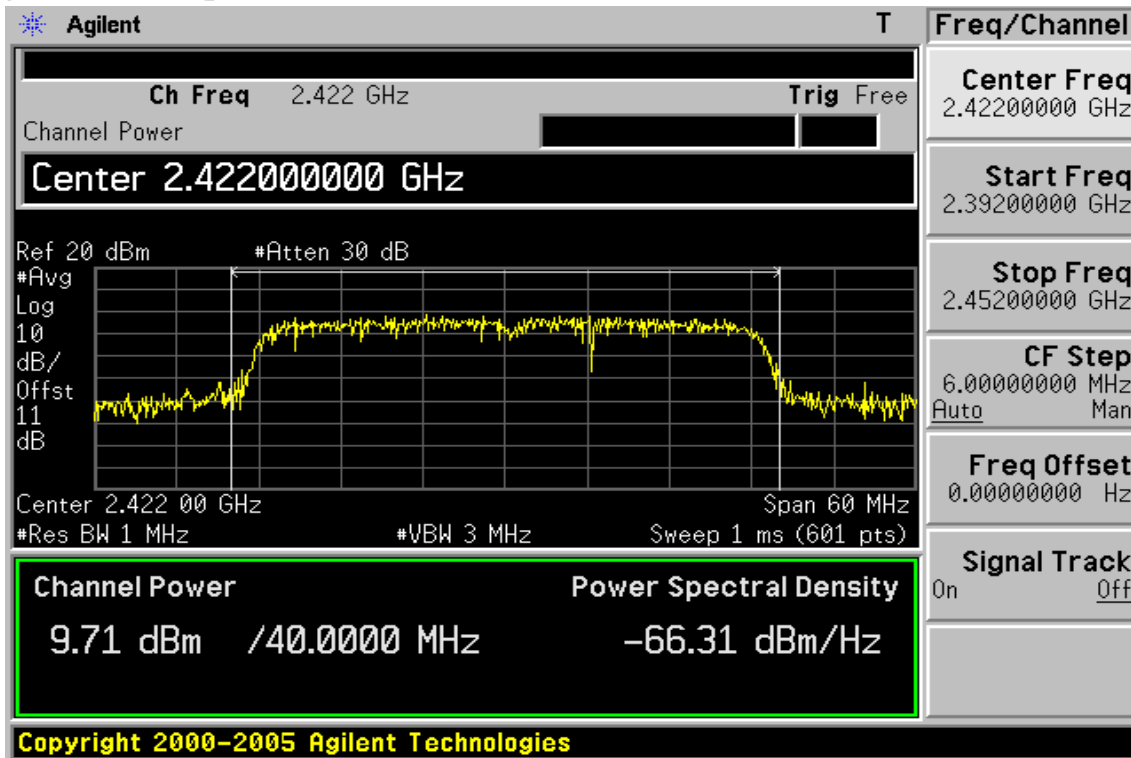 Agilent T
Ch Freq 2.422 GHz Trig Free
Channel Power
Center 2.422000000 GHz
Ref 20 dBm #Atten 30 dB
#Avg
Log
10
dB/
Offst
11
dB
Center 2.422 00 GHz Span 60 MHz
#Res BW 1 MHz #VBW 3 MHz Sweep 1 ms (601 pts)
Channel Power Power Spectral Density
9.71 dBm /40.0000 MHz -66.31 dBm/Hz
Copyright 2000-2005 Agilent Technologies
Freq/Channel
Center Freq
2.42200000 GHz
Start Freq
2.39200000 GHz
Stop Freq
2.45200000 GHz
CF Step
6.00000000 MHz
Auto Man
Freq Offset
0.00000000 Hz
Signal Track
On Off